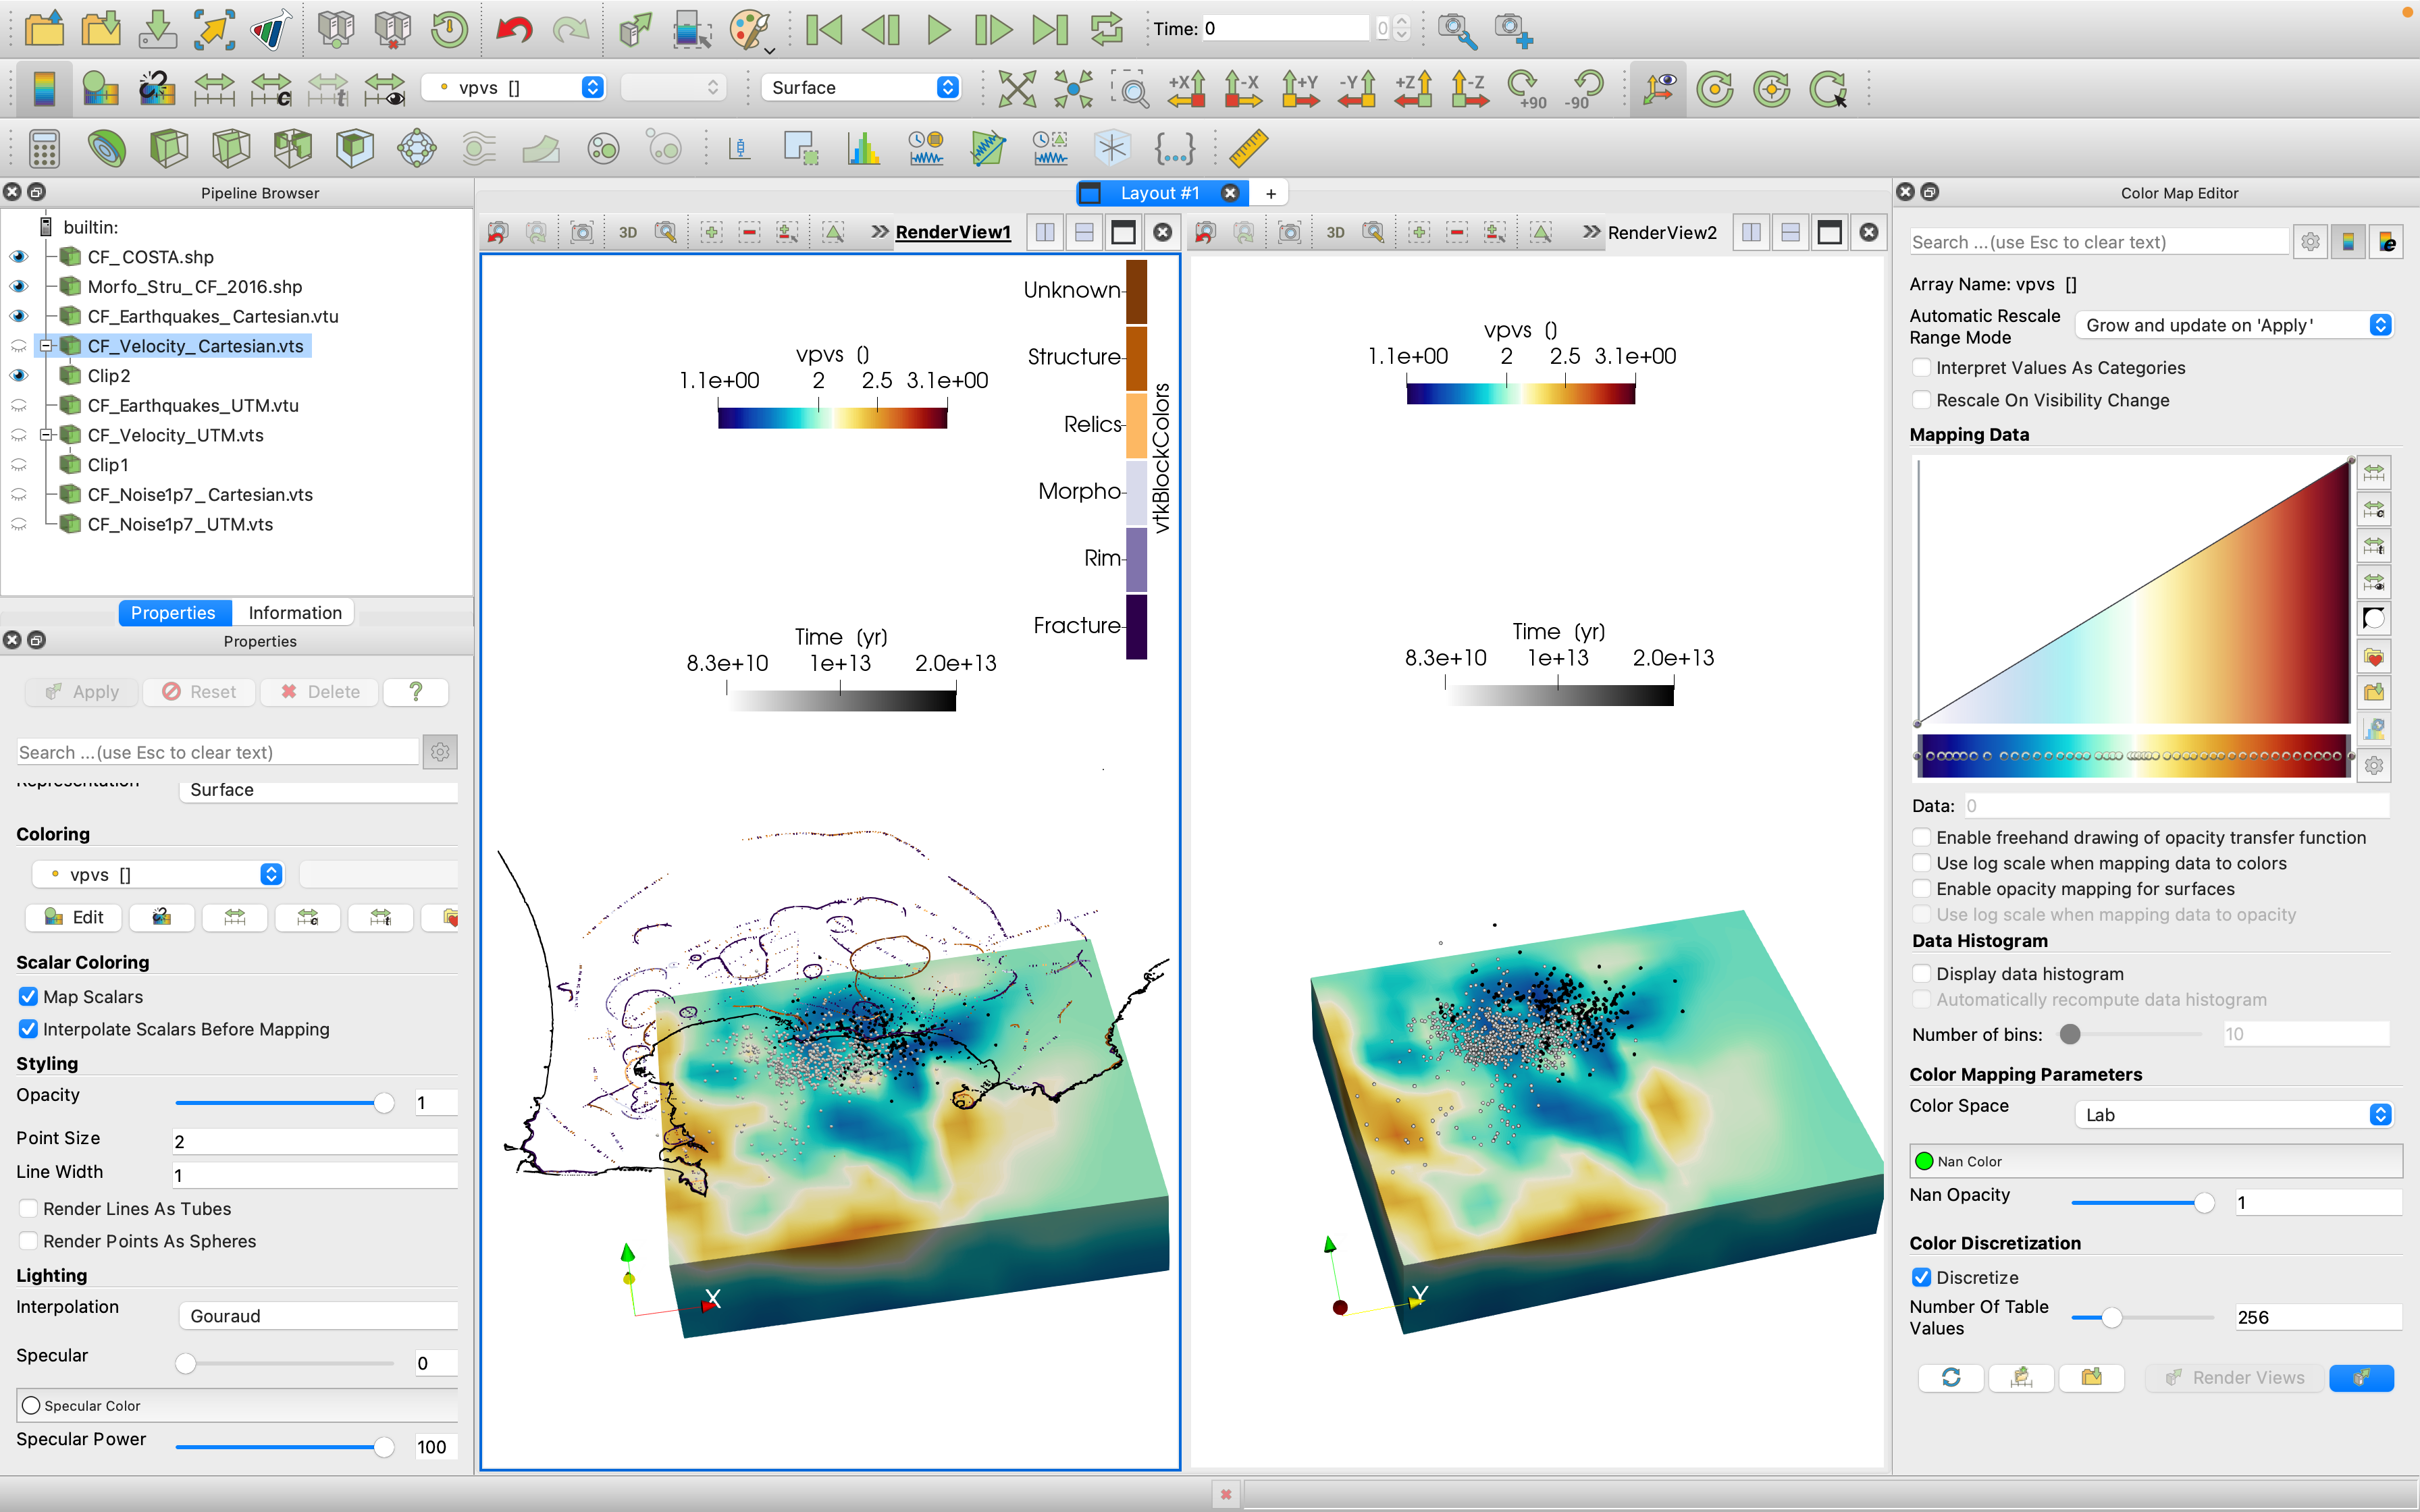 Time: 0
0
vpvs []
Surface
+X
-X
+Y
-Y
+Z
-Z
+90
-90
Pipeline Browser
builtin:
CF_COSTA.shp
Morfo_Stru_CF_2016.shp
CF_Earthquakes_Cartesian.vtu
CF_Velocity_Cartesian.vts
Clip2
CF_Earthquakes_UTM.vtu
CF_Velocity_UTM.vts
Clip1
CF_Noise1p7_Cartesian.vts
CF_Noise1p7_UTM.vts
Properties
Information
Properties
Apply
Reset
Delete
?
Search ...(use Esc to clear text)
Representation
Surface
Coloring
vpvs []
Edit
Scalar Coloring
Map Scalars
Interpolate Scalars Before Mapping
Styling
Opacity
1
Point Size
2
Line Width
1
Render Lines As Tubes
Render Points As Spheres
Lighting
Interpolation
Gouraud
Specular
0
Specular Color
Specular Power
100
Layout #1
+
3D
RenderView1
Unknown
Structure
Relics
Morpho
Rim
Fracture
vtkBlockColors
vpvs ()
1.1e+00 2 2.5 3.1e+00
Time (yr)
8.3e+10 1e+13 2.0e+13
X
3D
RenderView2
vpvs ()
1.1e+00 2 2.5 3.1e+00
Time (yr)
8.3e+10 1e+13 2.0e+13
Y
Color Map Editor
Search ...(use Esc to clear text)
Array Name: vpvs []
Automatic Rescale
Range Mode
Grow and update on 'Apply'
Interpret Values As Categories
Rescale On Visibility Change
Mapping Data
Data: 0
Enable freehand drawing of opacity transfer function
Use log scale when mapping data to colors
Enable opacity mapping for surfaces
Use log scale when mapping data to opacity
Data Histogram
Display data histogram
Automatically recompute data histogram
Number of bins:
10
Color Mapping Parameters
Color Space
Lab
Nan Color
Nan Opacity
1
Color Discretization
Discretize
Number Of Table
Values
256
Render Views